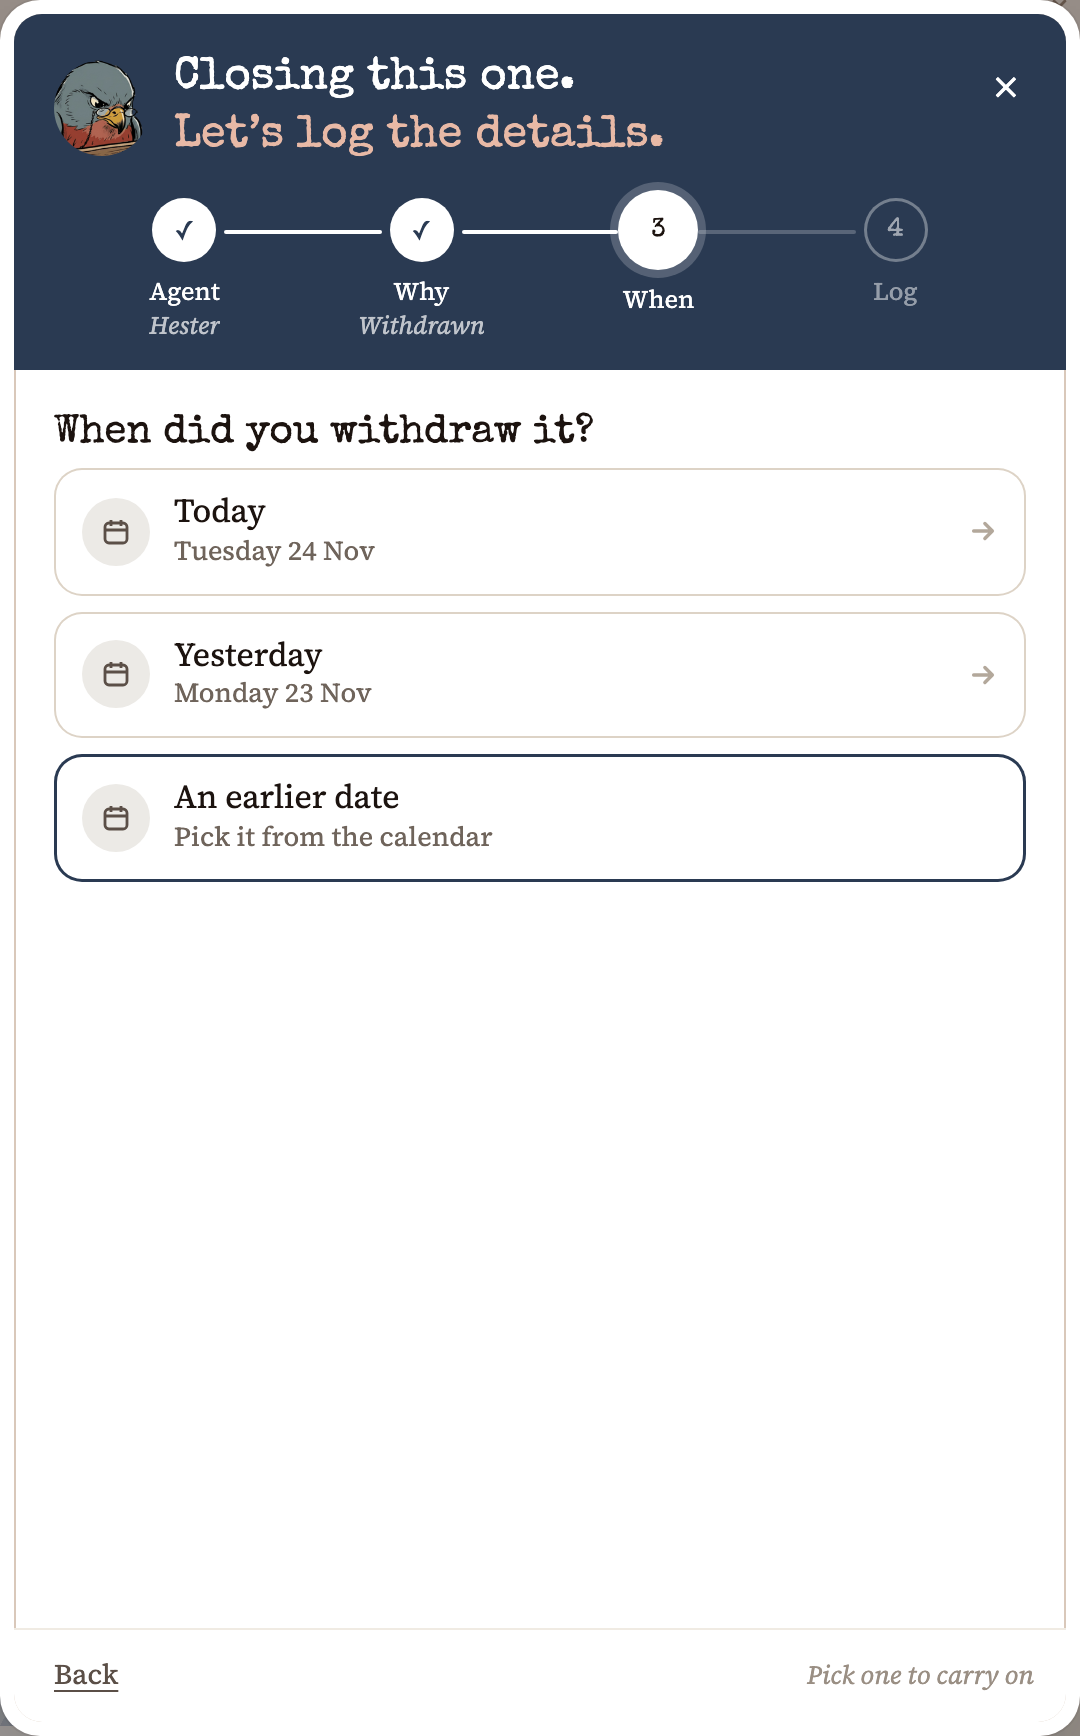 Closing this one.
Let’s log the details.
3
4
Agent
Why
When
Log
Hester
Withdrawn
When did you withdraw it?
Today
Tuesday 24 Nov
Yesterday
Monday 23 Nov
An earlier date
Pick it from the calendar
Back
Pick one to carry on